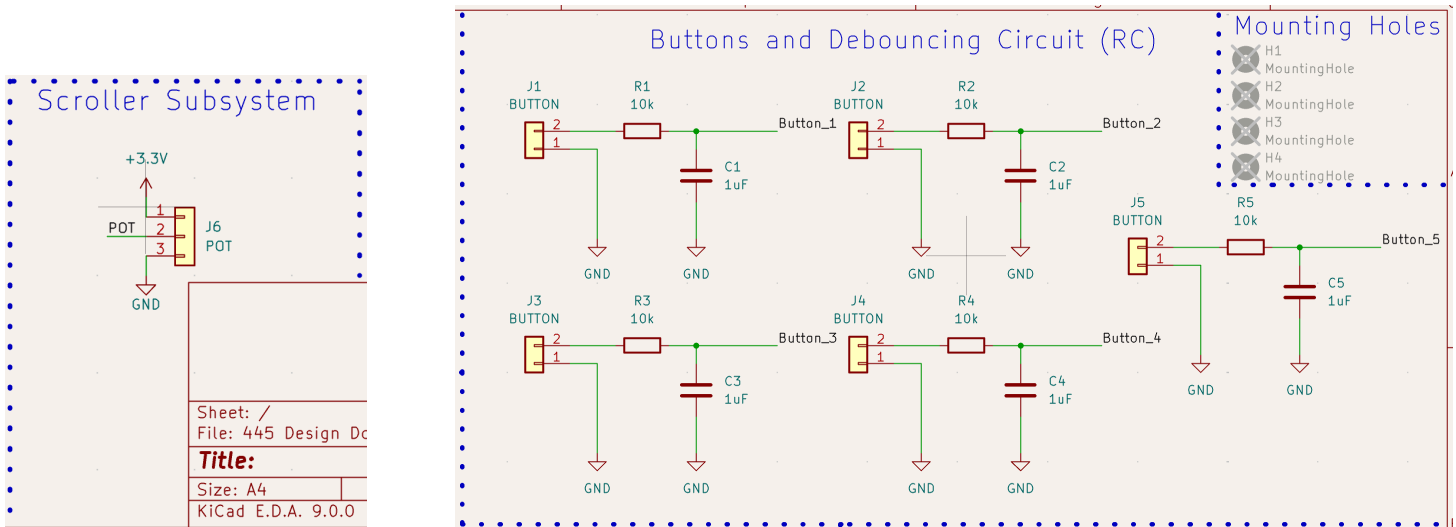 Scroller Subsystem
+3.3V
1
POT
2
3
J6
POT
GND
Sheet: /
File: 445 Design Do
Title:
Size: A4
KiCad E.D.A. 9.0.0
Buttons and Debouncing Circuit (RC)
J1
BUTTON
2
1
R1
10k
Button_1
C1
1uF
GND
GND
J2
BUTTON
2
1
R2
10k
Button_2
C2
1uF
GND
GND
J3
BUTTON
2
1
R3
10k
Button_3
C3
1uF
GND
GND
J4
BUTTON
2
1
R4
10k
Button_4
C4
1uF
GND
GND
Mounting Holes
H1
MountingHole
H2
MountingHole
H3
MountingHole
H4
MountingHole
J5
BUTTON
2
1
R5
10k
Button_5
C5
1uF
GND
GND